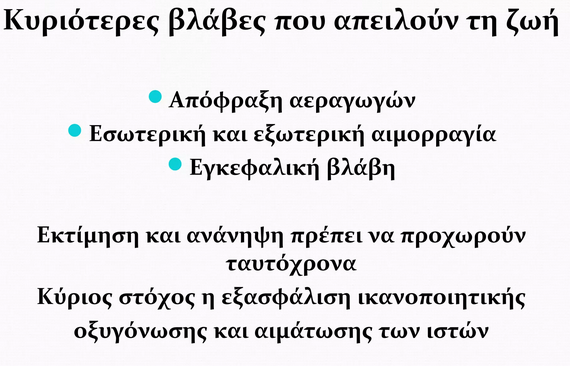 Κυριότερες βλάβες που απειλούν τη ζωή
Απόφραξη αεραγωγών
Εσωτερική και εξωτερική αιμορραγία
Εγκεφαλική βλάβη
Εκτίμηση και ανάνηψη πρέπει να προχωρούν
ταυτόχρονα
Κύριος στόχος η εξασφάλιση ικανοποιητικής
οξυγόνωσης και αιμάτωσης των ιστών